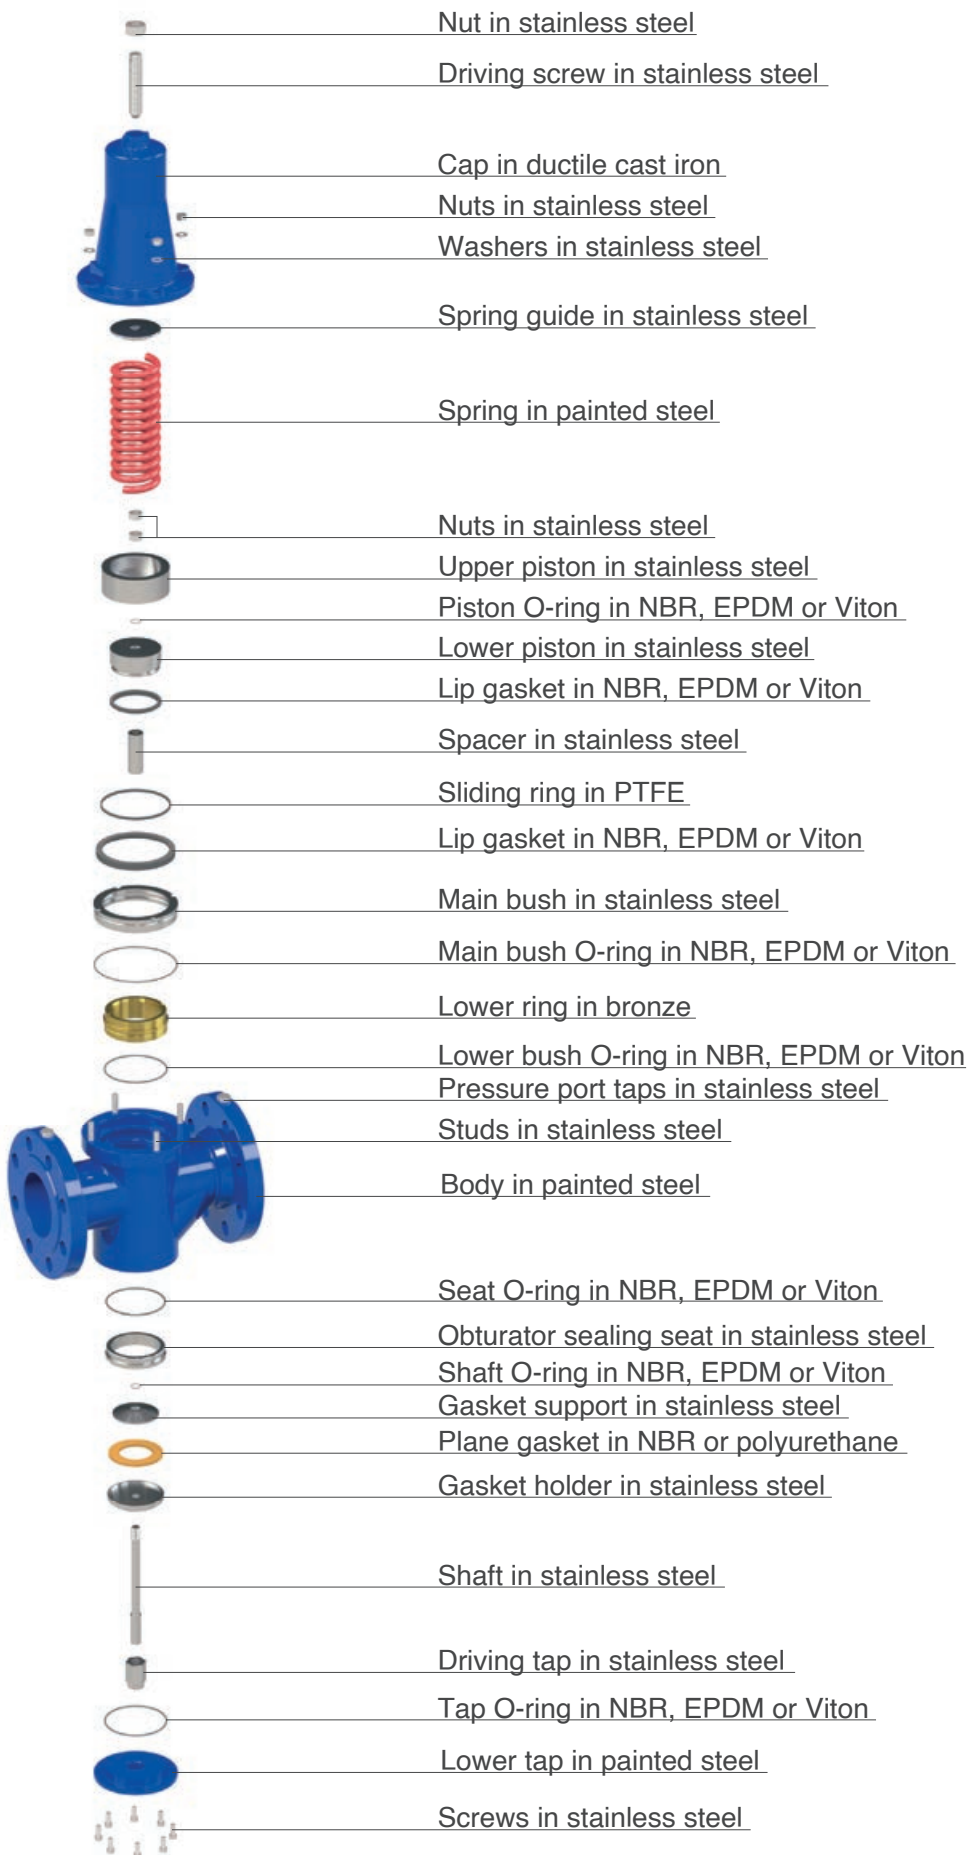 Nut in stainless steel
Driving screw in stainless steel
Cap in ductile cast iron
Nuts in stainless steel
Washers in stainless steel
Spring guide in stainless steel
Spring in painted steel
Nuts in stainless steel
Upper piston in stainless steel
Piston O-ring in NBR, EPDM or Viton
Lower piston in stainless steel
Lip gasket in NBR, EPDM or Viton
Spacer in stainless steel
Sliding ring in PTFE
Lip gasket in NBR, EPDM or Viton
Main bush in stainless steel
Main bush O-ring in NBR, EPDM or Viton
Lower ring in bronze
Lower bush O-ring in NBR, EPDM or Viton
Pressure port taps in stainless steel
Studs in stainless steel
Body in painted steel
Seat O-ring in NBR, EPDM or Viton
Obturator sealing seat in stainless steel
Shaft O-ring in NBR, EPDM or Viton
Gasket support in stainless steel
Plane gasket in NBR or polyurethane
Gasket holder in stainless steel
Shaft in stainless steel
Driving tap in stainless steel
Tap O-ring in NBR, EPDM or Viton
Lower tap in painted steel
Screws in stainless steel